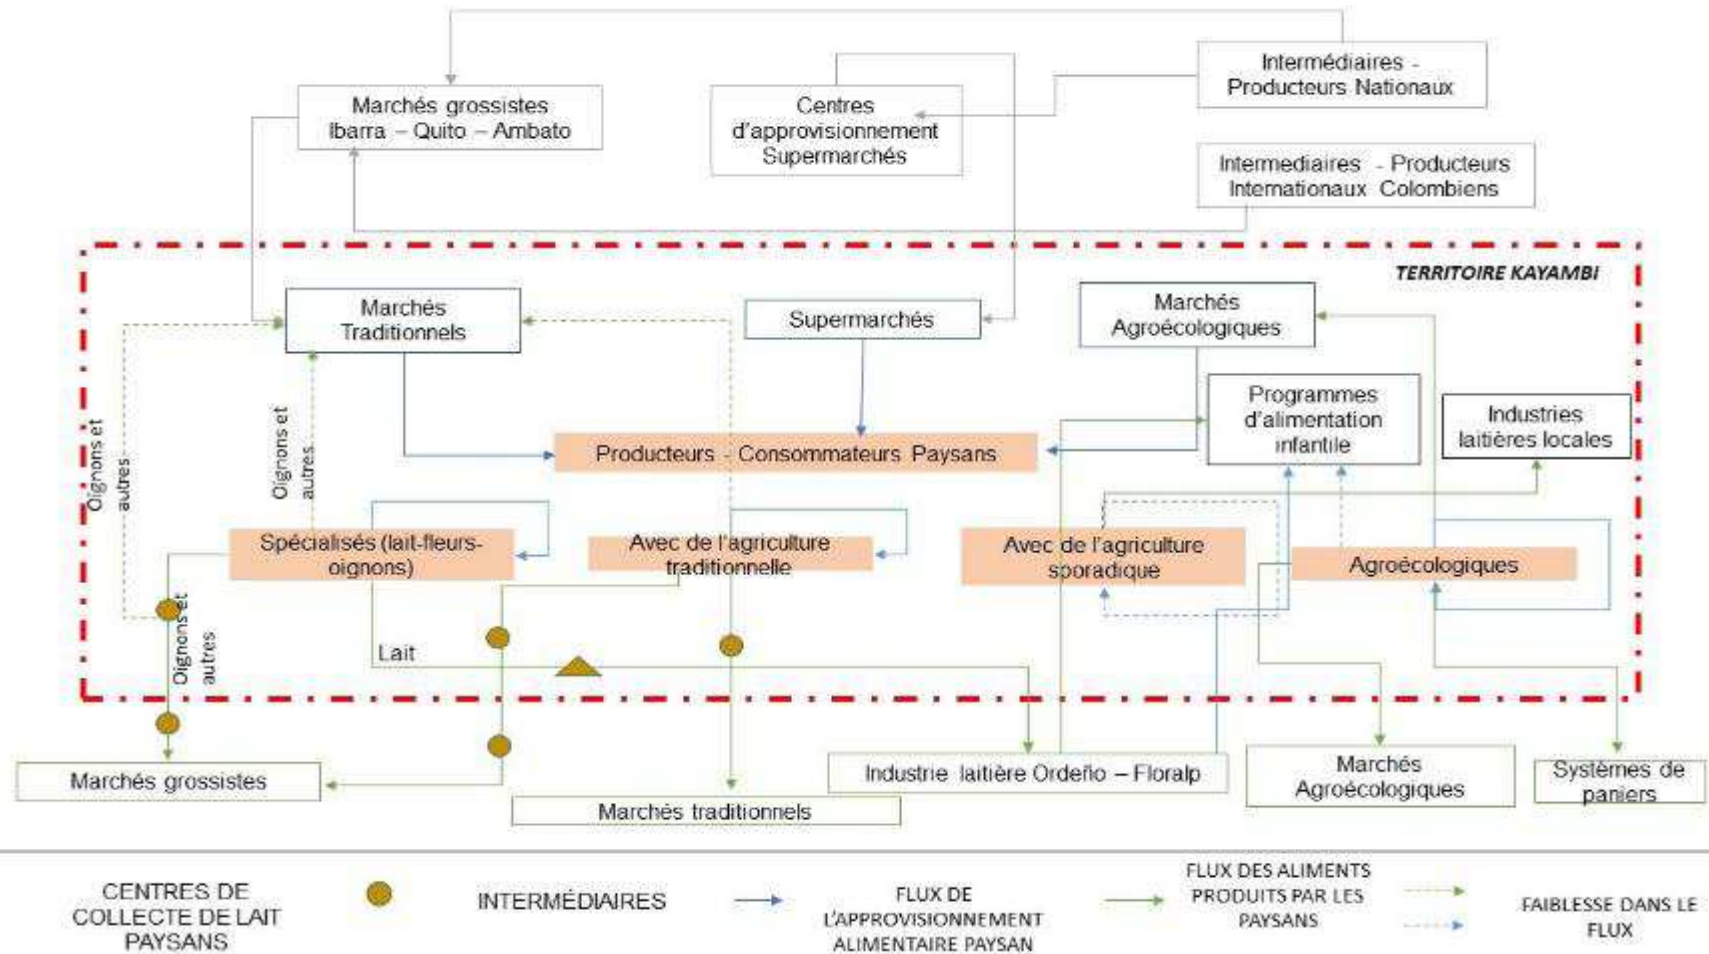 Intermédiaires -
Producteurs Nationaux
Marchés grossistes
Ibarra – Quito – Ambato
Centres
d'approvisionnement
Supermarchés
Intermediaires - Producteurs
Internationaux Colombiens
TERRITOIRE KAYAMBI
Marchés
Traditionnels
Supermarchés
Marchés
Agroécologiques
Programmes
d'alimentation
infantile
Industries
laitières locales
Oignons et
autres
Oignons et
autres
Producteurs - Consommateurs Paysans
Spécialisés (lait-fleurs-
oignons)
Avec de l'agriculture
traditionnelle
Avec de l'agriculture
sporadique
Agroécologiques
Oignons et
autres
Lait
Marchés grossistes
Marchés traditionnels
Industrie laitière Ordeño – Floralp
Marchés
Agroécologiques
Systèmes de
paniers
CENTRES DE
COLLECTE DE LAIT
PAYSANS
INTERMÉDIAIRES
FLUX DE
L'APPROVISIONNEMENT
ALIMENTAIRE PAYSAN
FLUX DES ALIMENTS
PRODUITS PAR LES
PAYSANS
FAIBLESSE DANS LE
FLUX